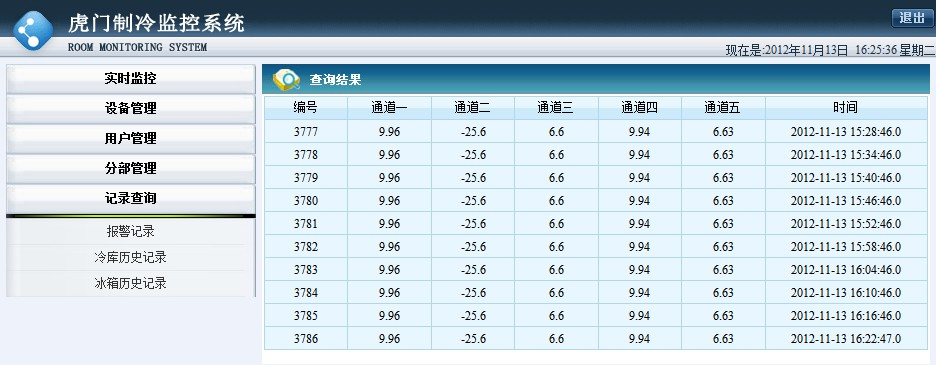 虎门制冷监控系统
ROOM MONITORING SYSTEM
退出
现在是:2012年11月13日 16:25:36 星期二
实时监控
设备管理
用户管理
分部管理
记录查询
报警记录
冷库历史记录
冰箱历史记录
查询结果
编号 通道一 通道二 通道三 通道四 通道五 时间
3777 9.96 -25.6 6.6 9.94 6.63 2012-11-13 15:28:46.0
3778 9.96 -25.6 6.6 9.94 6.63 2012-11-13 15:34:46.0
3779 9.96 -25.6 6.6 9.94 6.63 2012-11-13 15:40:46.0
3780 9.96 -25.6 6.6 9.94 6.63 2012-11-13 15:46:46.0
3781 9.96 -25.6 6.6 9.94 6.63 2012-11-13 15:52:46.0
3782 9.96 -25.6 6.6 9.94 6.63 2012-11-13 15:58:46.0
3783 9.96 -25.6 6.6 9.94 6.63 2012-11-13 16:04:46.0
3784 9.96 -25.6 6.6 9.94 6.63 2012-11-13 16:10:46.0
3785 9.96 -25.6 6.6 9.94 6.63 2012-11-13 16:16:46.0
3786 9.96 -25.6 6.6 9.94 6.63 2012-11-13 16:22:47.0